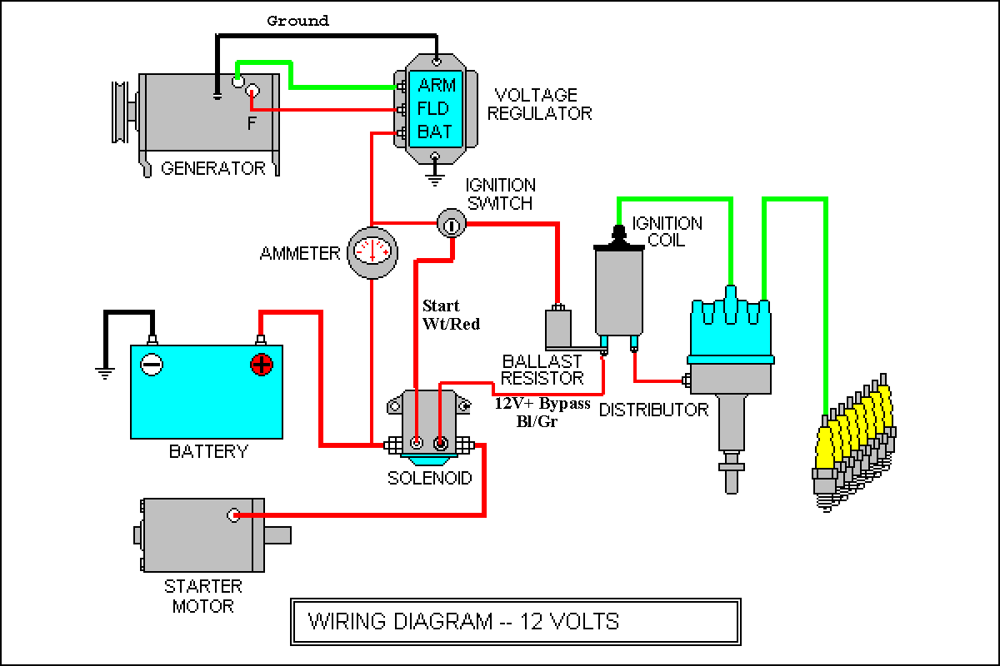 Ground
ARM
FLD
BAT
VOLTAGE
REGULATOR
F
GENERATOR
IGNITION
SWITCH
IGNITION
COIL
AMMETER
Start
Wt/Red
BALLAST
RESISTOR
12V+ Bypass
Bl/Gr
DISTRIBUTOR
BATTERY
SOLENOID
STARTER
MOTOR
WIRING DIAGRAM -- 12 VOLTS